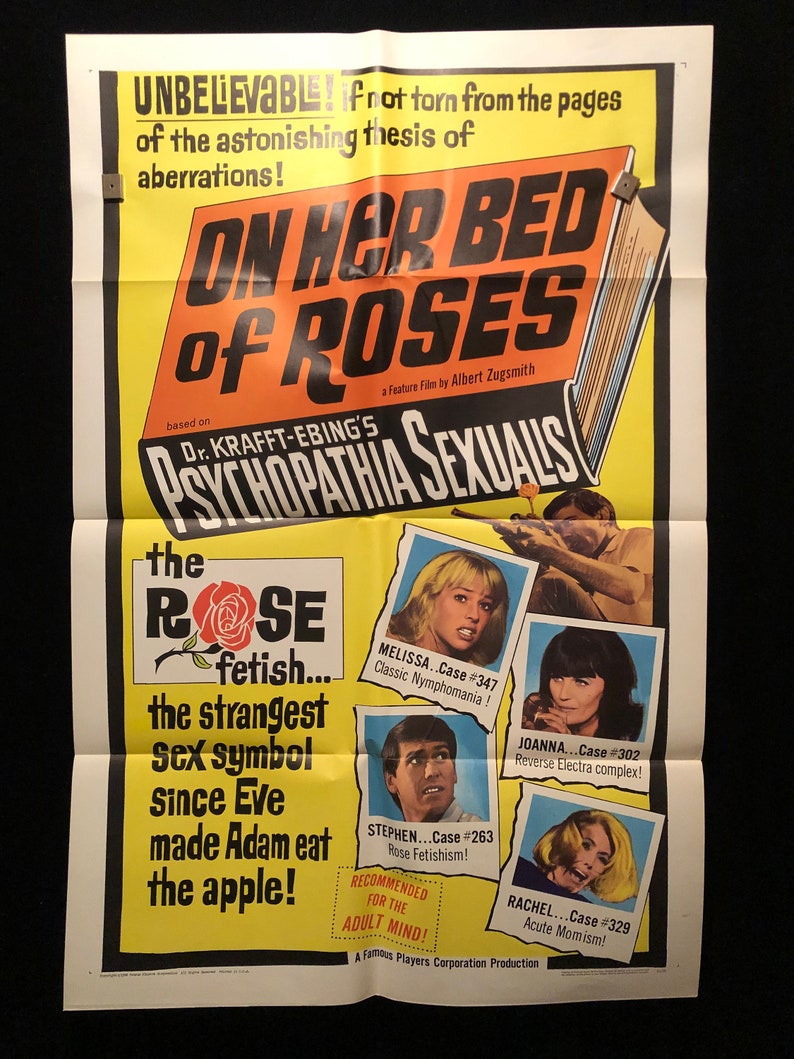 UNBELIEVABLE! if not torn from the pages
of the astonishing thesis of
aberrations!
ON HER BED
of ROSES
a Feature Film by Albert Zugsmith
based on
Dr. KRAFFT-EBING'S
PSYCHOPATHIA SEXUALIS
the
ROSE
fetish...
the strangest
sex symbol
since Eve
made Adam eat
the apple!
MELISSA..Case #347
Classic Nymphomania!
JOANNA...Case #302
Reverse Electra complex!
STEPHEN...Case #263
Rose Fetishism!
RACHEL...Case #329
Acute Momism!
RECOMMENDED
FOR THE
ADULT MIND!
A Famous Players Corporation Production